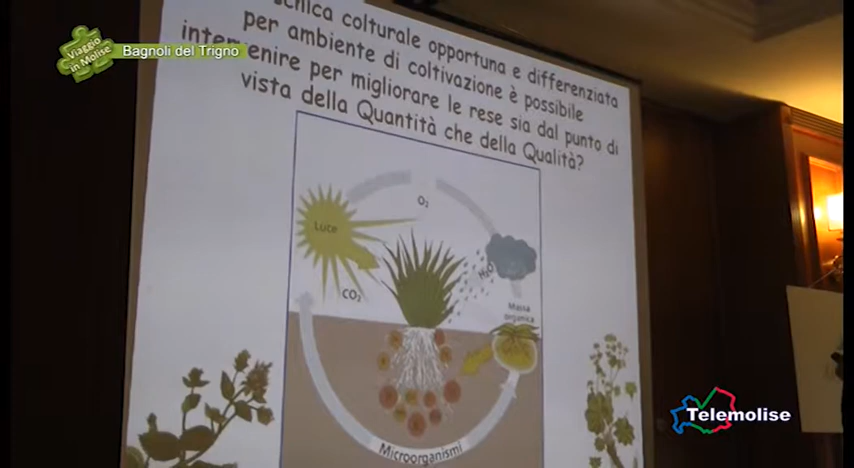 Viaggio
in Molise
Bagnoli del Trigno
colturale opportuna e differenziata
per ambiente di coltivazione è possibile
intervenire per migliorare le rese sia dal punto di
vista della Quantità che della Qualità?
O2
Luce
H2O
CO2
Massa
organica
Microorganismi
Telemolise